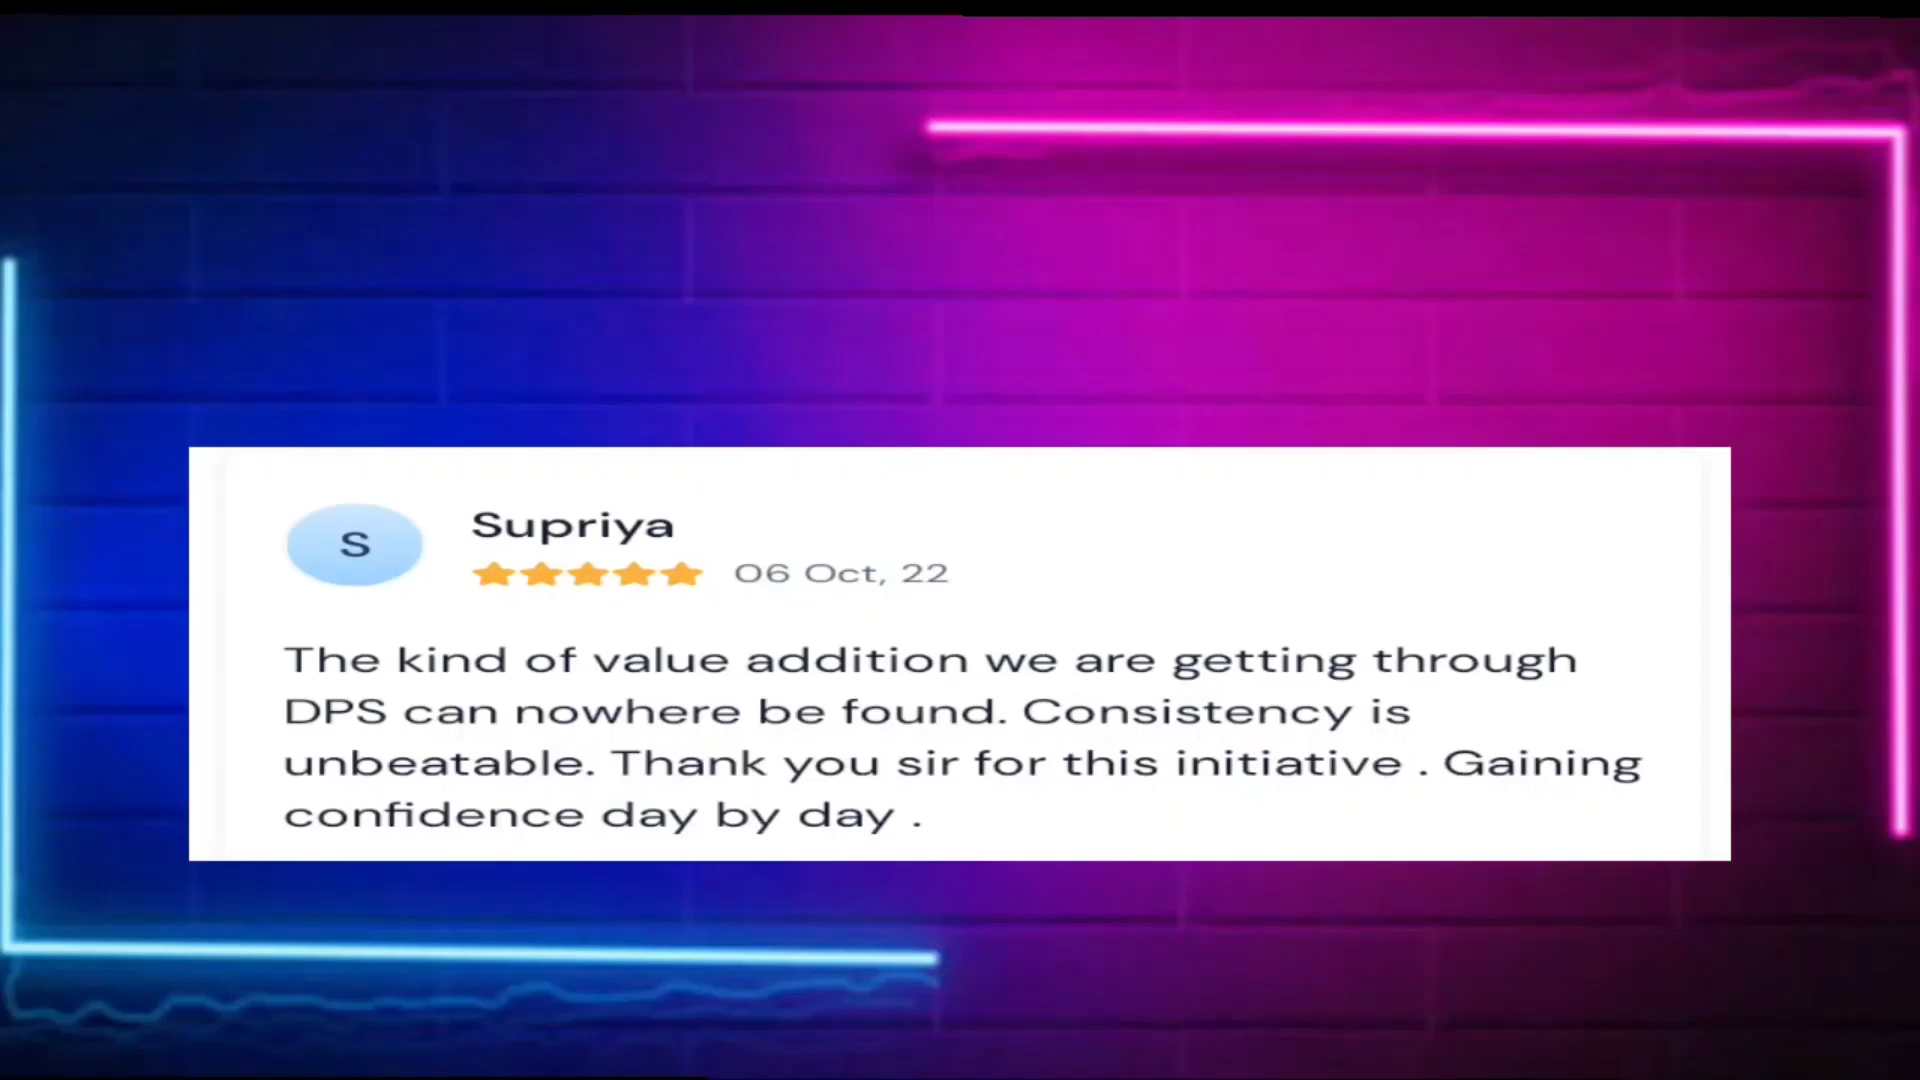 S
Supriya
06 Oct, 22
The kind of value addition we are getting through
DPS can nowhere be found. Consistency is
unbeatable. Thank you sir for this initiative . Gaining
confidence day by day .